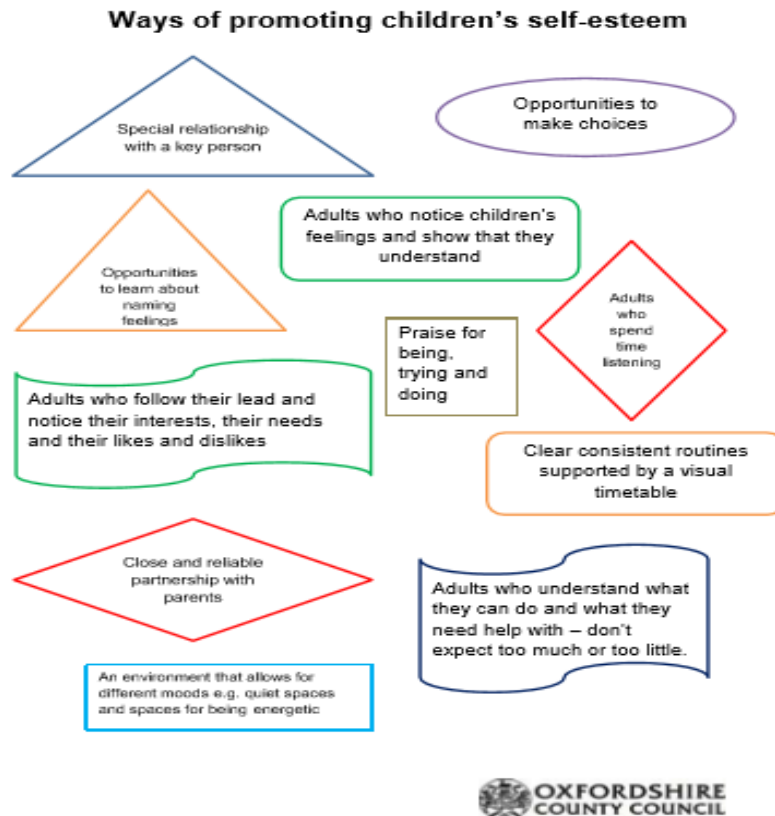 Ways of promoting children's self-esteem
Special relationship
with a key person
Opportunities to
make choices
Adults who notice children's
feelings and show that they
understand
Opportunities
to learn about
naming
feelings
Adults
who
spend
time
listening
Praise for
being,
trying and
doing
Adults who follow their lead and
notice their interests, their needs
and their likes and dislikes
Clear consistent routines
supported by a visual
timetable
Close and reliable
partnership with
parents
Adults who understand what
they can do and what they
need help with – don't
expect too much or too little.
An environment that allows for
different moods e.g. quiet spaces
and spaces for being energetic
OXFORDSHIRE
COUNTY COUNCIL